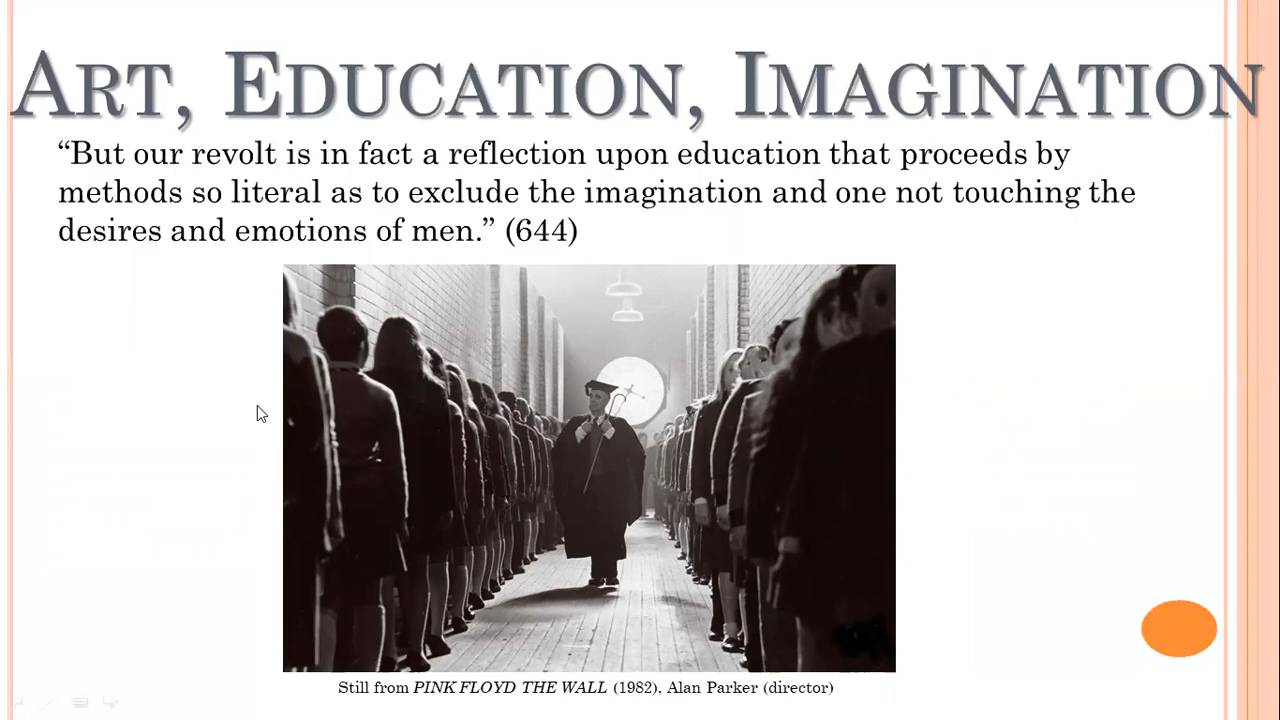 ART, EDUCATION, IMAGINATION
“But our revolt is in fact a reflection upon education that proceeds by
methods so literal as to exclude the imagination and one not touching the
desires and emotions of men.” (644)
Still from PINK FLOYD THE WALL (1982), Alan Parker (director)